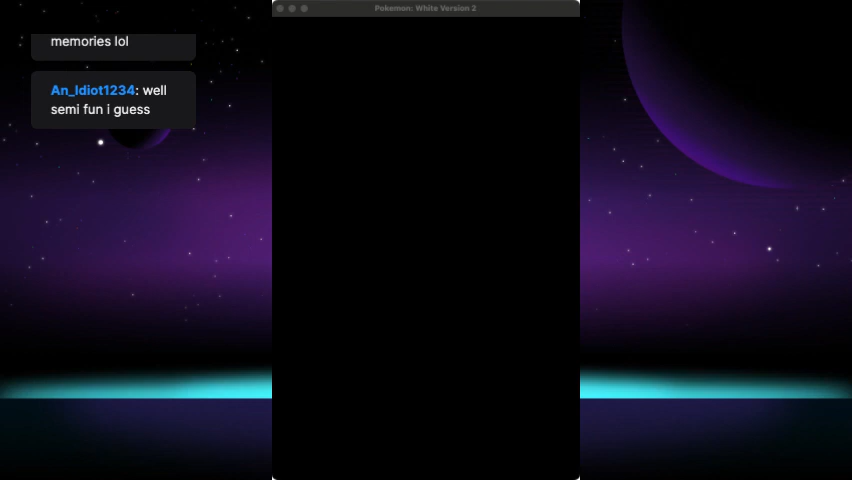 Pokemon: White Version 2
memories lol
An_Idiot1234: well
semi fun i guess